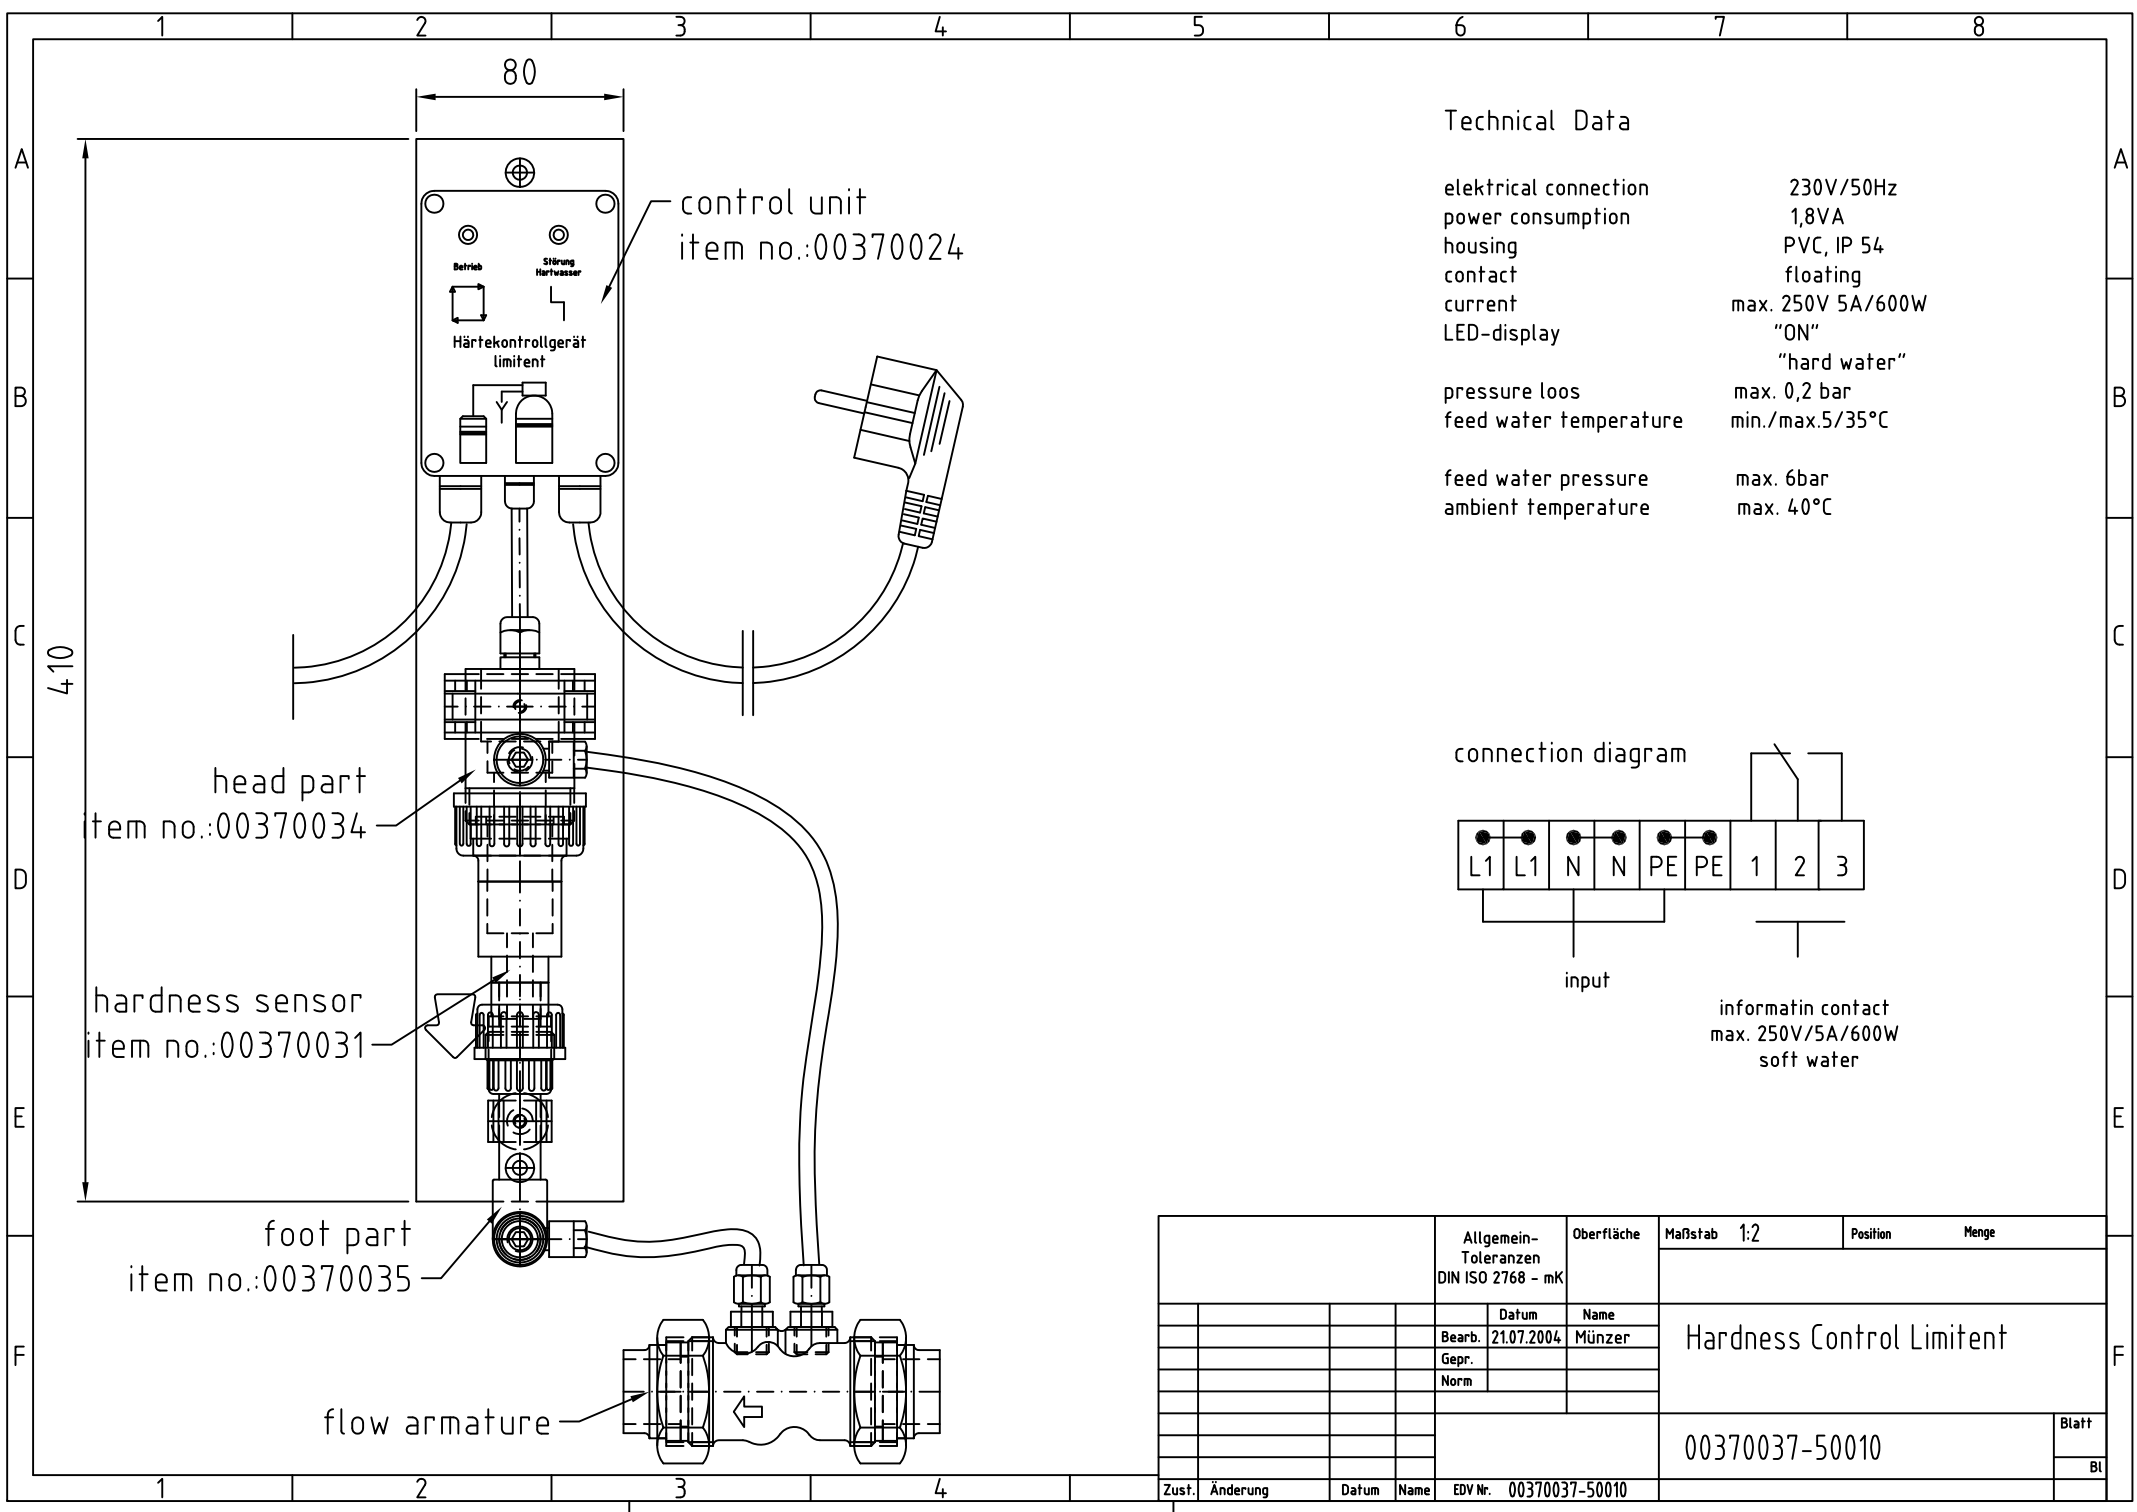 1 2 3 4 5 6 7 8
80
A A
Technical Data
elektrical connection 230V/50Hz
power consumption 1,8VA
housing PVC, IP 54
contact floating
current max. 250V 5A/600W
LED-display "ON"
"hard water"
pressure loos max. 0,2 bar
feed water temperature min./max.5/35°C
feed water pressure max. 6bar
ambient temperature max. 40°C
control unit
item no.:00370024
Betrieb
Störung
Hartwasser
Härtekontrollgerät
limitent
B B
C C
410
head part
item no.:00370034
connection diagram
L1 L1 N N PE PE 1 2 3
input
informatin contact
max. 250V/5A/600W
soft water
D D
hardness sensor
item no.:00370031
E E
foot part
item no.:00370035
flow armature
F F
Allgemein-
Toleranzen
DIN ISO 2768 - mK
Oberfläche
Maßstab 1:2
Position Menge
Datum Name
Bearb. 21.07.2004 Münzer
Gepr.
Norm
Hardness Control Limitent
00370037-50010
Blatt
Bl
Zust. Änderung Datum Name EDV Nr. 00370037-50010
1 2 3 4